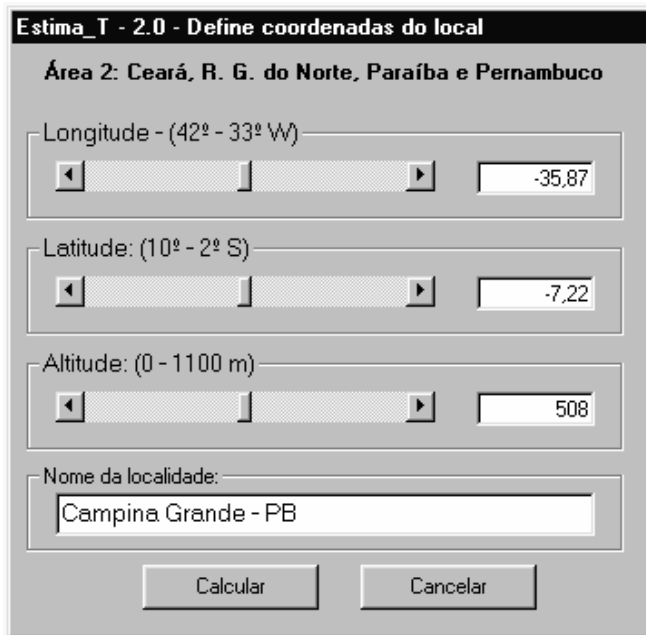 Estima_T - 2.0 - Define coordenadas do local
Área 2: Ceará, R. G. do Norte, Paraíba e Pernambuco
Longitude - (42º - 33º W)
-35,87
Latitude: (10º - 2º S)
-7,22
Altitude: (0 - 1100 m)
508
Nome da localidade:
Campina Grande - PB
Calcular Cancelar